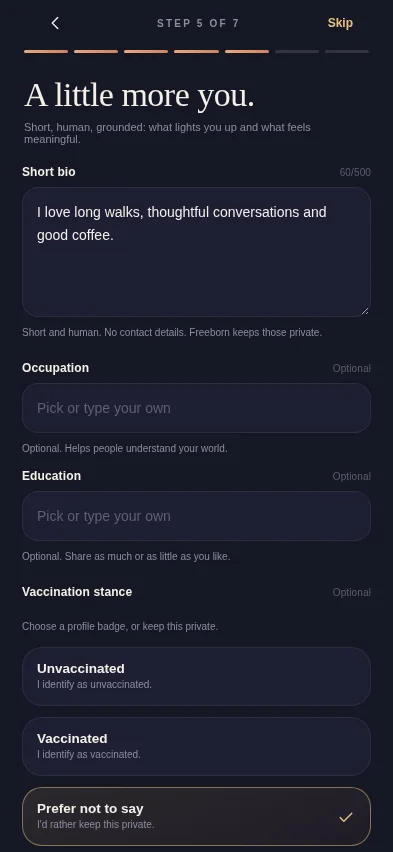 STEP 5 OF 7
Skip
A little more you.
Short, human, grounded: what lights you up and what feels
meaningful.
Short bio
60/500
I love long walks, thoughtful conversations and
good coffee.
Short and human. No contact details. Freeborn keeps those private.
Occupation
Optional
Pick or type your own
Optional. Helps people understand your world.
Education
Optional
Pick or type your own
Optional. Share as much or as little as you like.
Vaccination stance
Optional
Choose a profile badge, or keep this private.
Unvaccinated
I identify as unvaccinated.
Vaccinated
I identify as vaccinated.
Prefer not to say
I'd rather keep this private.